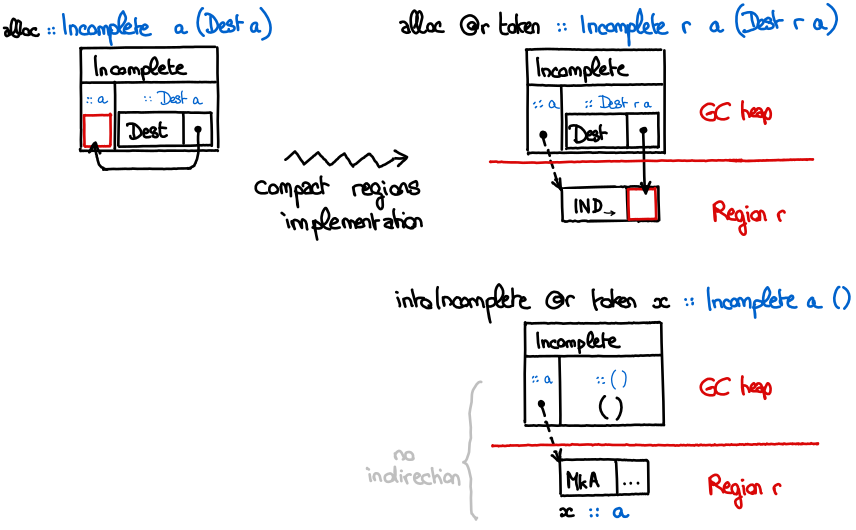 alloc :: Incomplete a (Dest a)
Incomplete
:: a :: Dest a
Dest
compact regions
implementation
alloc @r token :: Incomplete r a (Dest r a)
Incomplete
:: a :: Dest r a
Dest
GC heap
IND→
Region r
intoIncomplete @r token x :: Incomplete a ()
Incomplete
:: a :: ()
()
GC heap
no
indirection
MkA ...
Region r
x :: a